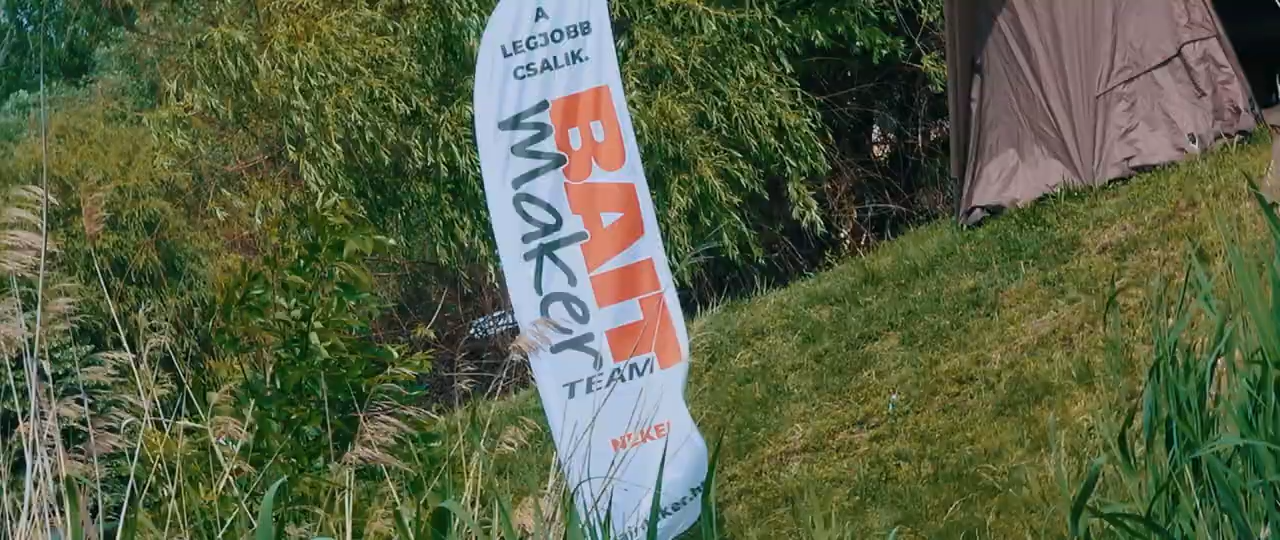 A
LEGJOBB
CSALIK.
BAIT
Maker
TEAM